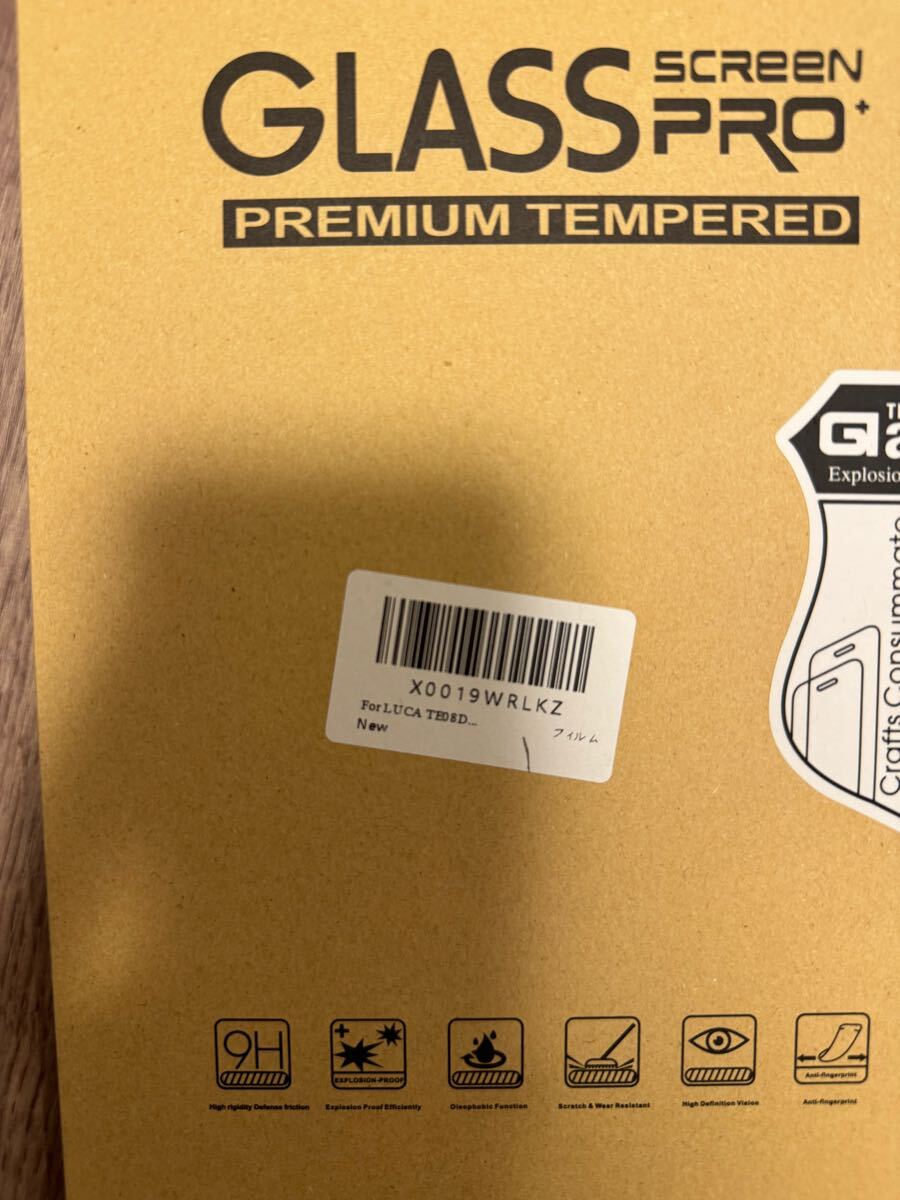 GLASS
SCREEN
PRO+
PREMIUM TEMPERED
Explosio
Crafts Consummate
X0019WRLKZ
For LUCA TE08D...
New
フィルム
9H
EXPLOSION-PROOF
Anti-fingerprint
High rigidity Defense friction
Explosion Proof Efficiently
Oleophobic Function
Scratch & Wear Resistant
High Definition Vision
Anti-fingerprint